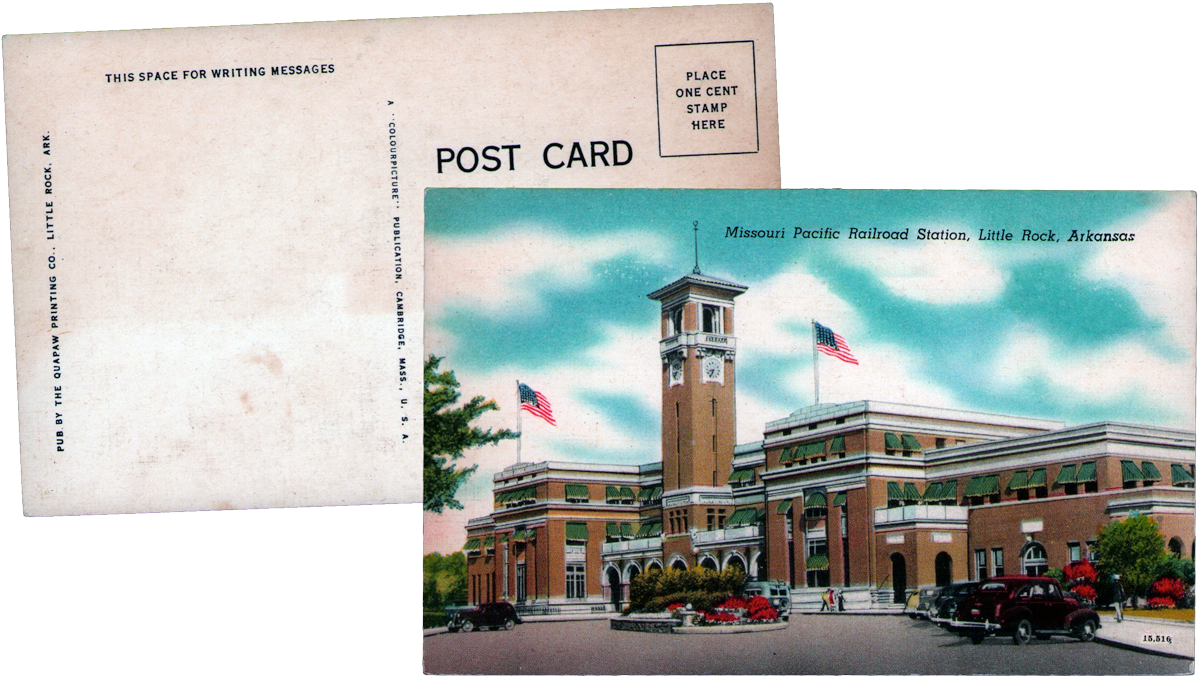 THIS SPACE FOR WRITING MESSAGES
PLACE
ONE CENT
STAMP
HERE
POST CARD
A "COLOURPICTURE" PUBLICATION, CAMBRIDGE, MASS., U. S. A.
PUB. BY THE QUAPAW PRINTING CO., LITTLE ROCK, ARK.
Missouri Pacific Railroad Station, Little Rock, Arkansas
15,516